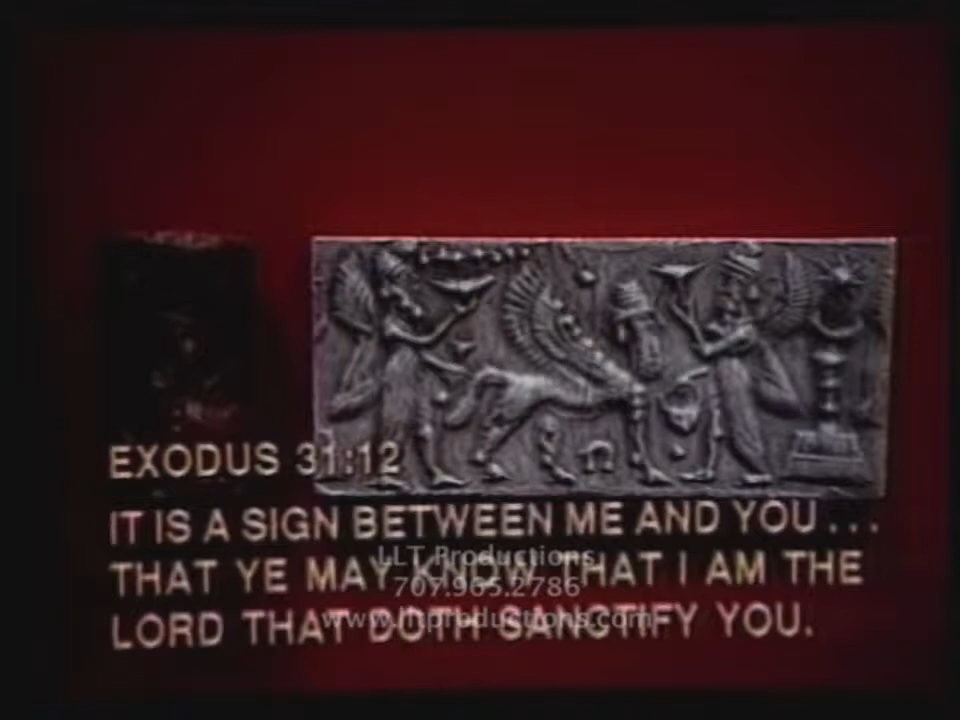 EXODUS 31:12
IT IS A SIGN BETWEEN ME AND YOU...
THAT YE MAY KNOW THAT I AM THE
LORD THAT DOTH SANCTIFY YOU.
LLT Productions
707.965.2786
www.lltproductions.com